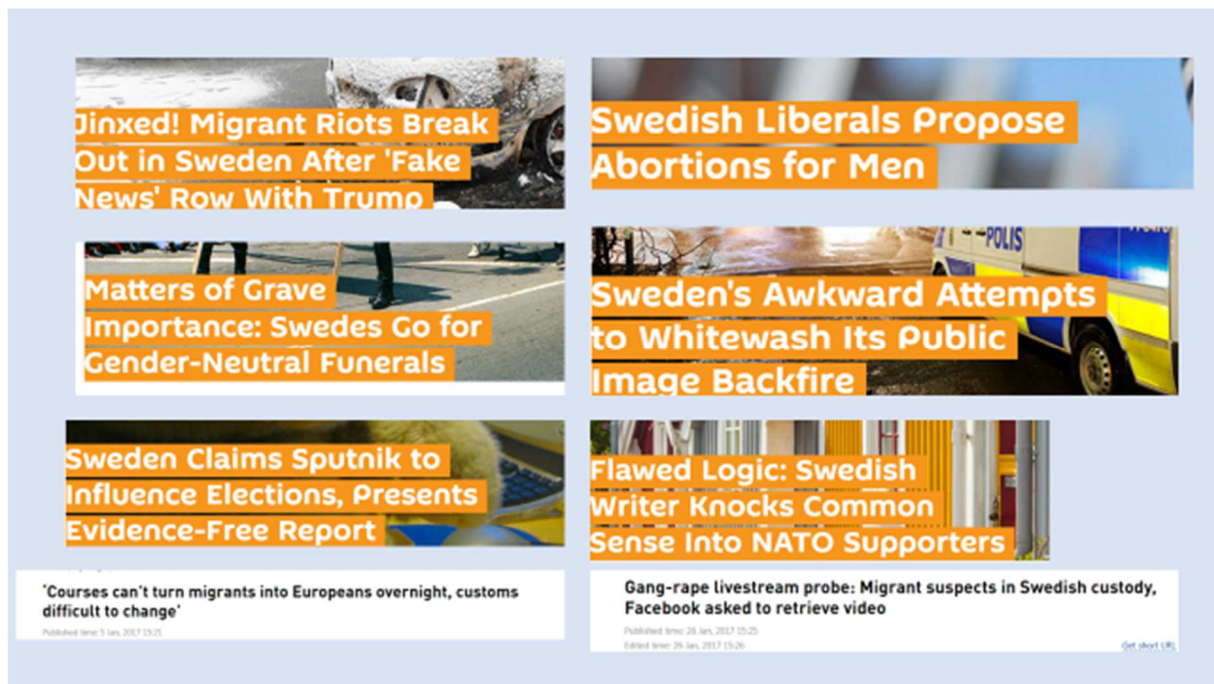 Jinxed! Migrant Riots Break
Out in Sweden After 'Fake
News' Row With Trump
Swedish Liberals Propose
Abortions for Men
Matters of Grave
Importance: Swedes Go for
Gender-Neutral Funerals
POLIS
Sweden's Awkward Attempts
to Whitewash Its Public
Image Backfire
Sweden Claims Sputnik to
Influence Elections, Presents
Evidence-Free Report
Flawed Logic: Swedish
Writer Knocks Common
Sense Into NATO Supporters
'Courses can't turn migrants into Europeans overnight, customs
difficult to change'
Published time: 5 Jan, 2017 15:21
Gang-rape livestream probe: Migrant suspects in Swedish custody,
Facebook asked to retrieve video
Published time: 26 Jan, 2017 15:25
Edited time: 26 Jan, 2017 15:26
Get short URL